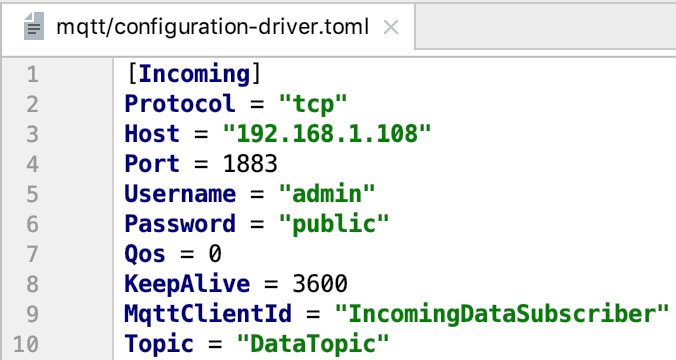 mqtt/configuration-driver.toml
1 [Incoming]
2 Protocol = "tcp"
3 Host = "192.168.1.108"
4 Port = 1883
5 Username = "admin"
6 Password = "public"
7 Qos = 0
8 KeepAlive = 3600
9 MqttClientId = "IncomingDataSubscriber"
10 Topic = "DataTopic"